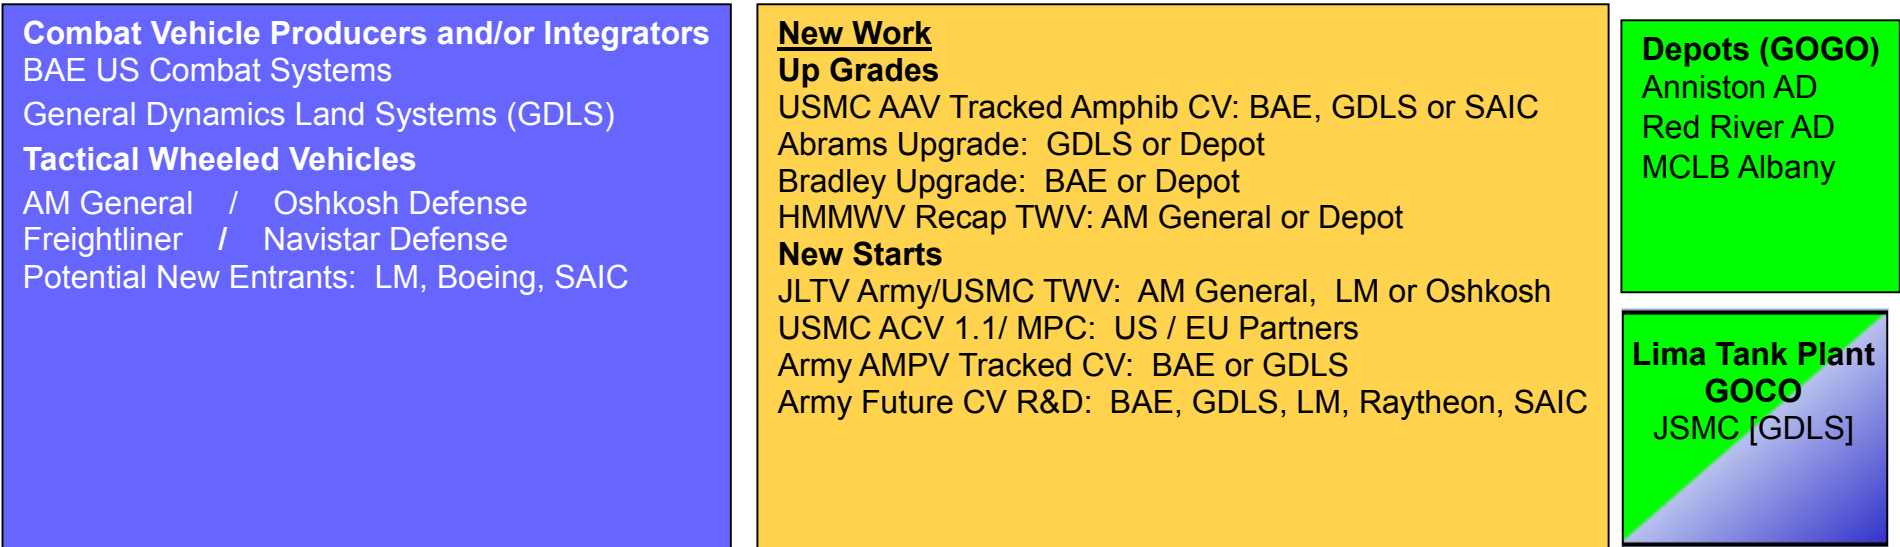 Combat Vehicle Producers and/or Integrators
BAE US Combat Systems
General Dynamics Land Systems (GDLS)
Tactical Wheeled Vehicles
AM General / Oshkosh Defense
Freightliner / Navistar Defense
Potential New Entrants: LM, Boeing, SAIC
New Work
Up Grades
USMC AAV Tracked Amphib CV: BAE, GDLS or SAIC
Abrams Upgrade: GDLS or Depot
Bradley Upgrade: BAE or Depot
HMMWV Recap TWV: AM General or Depot
New Starts
JLTV Army/USMC TWV: AM General, LM or Oshkosh
USMC ACV 1.1/ MPC: US / EU Partners
Army AMPV Tracked CV: BAE or GDLS
Army Future CV R&D: BAE, GDLS, LM, Raytheon, SAIC
Depots (GOGO)
Anniston AD
Red River AD
MCLB Albany
Lima Tank Plant
GOCO
JSMC [GDLS]